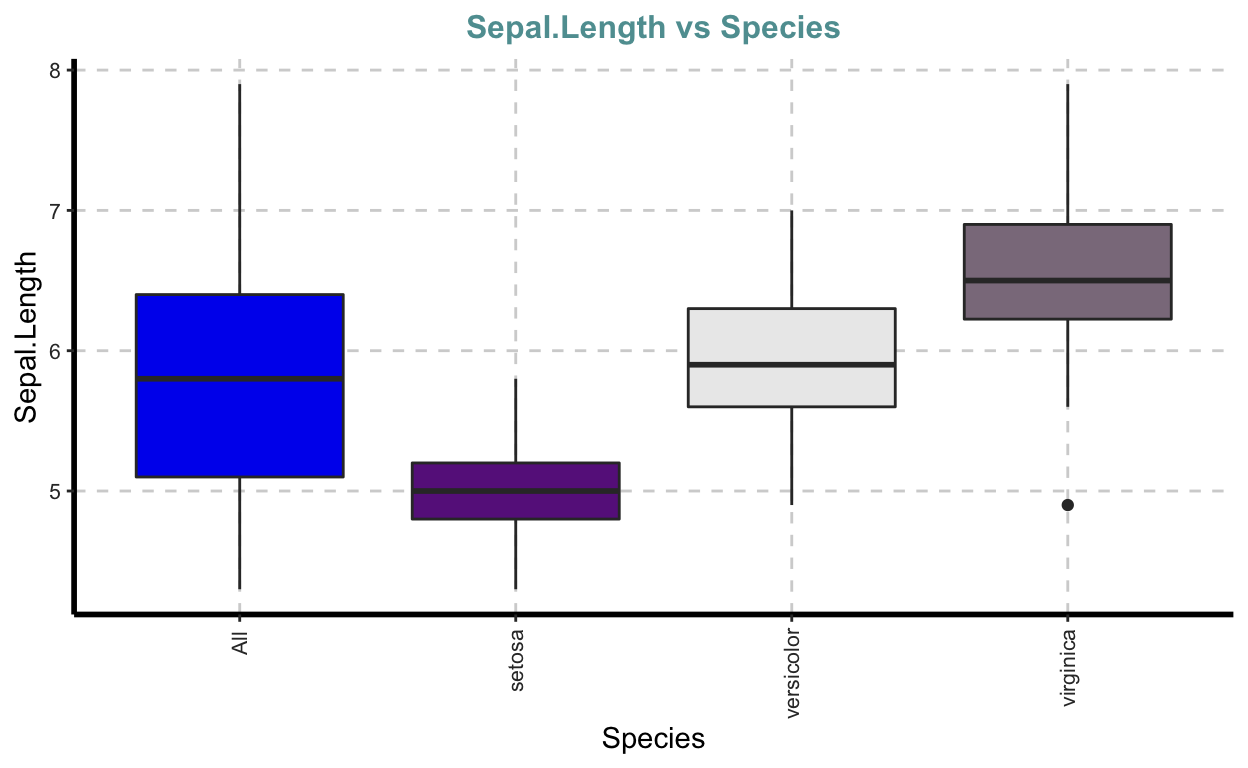 Sepal.Length vs Species
Sepal.Length
8
7
6
5
All
setosa
versicolor
virginica
Species